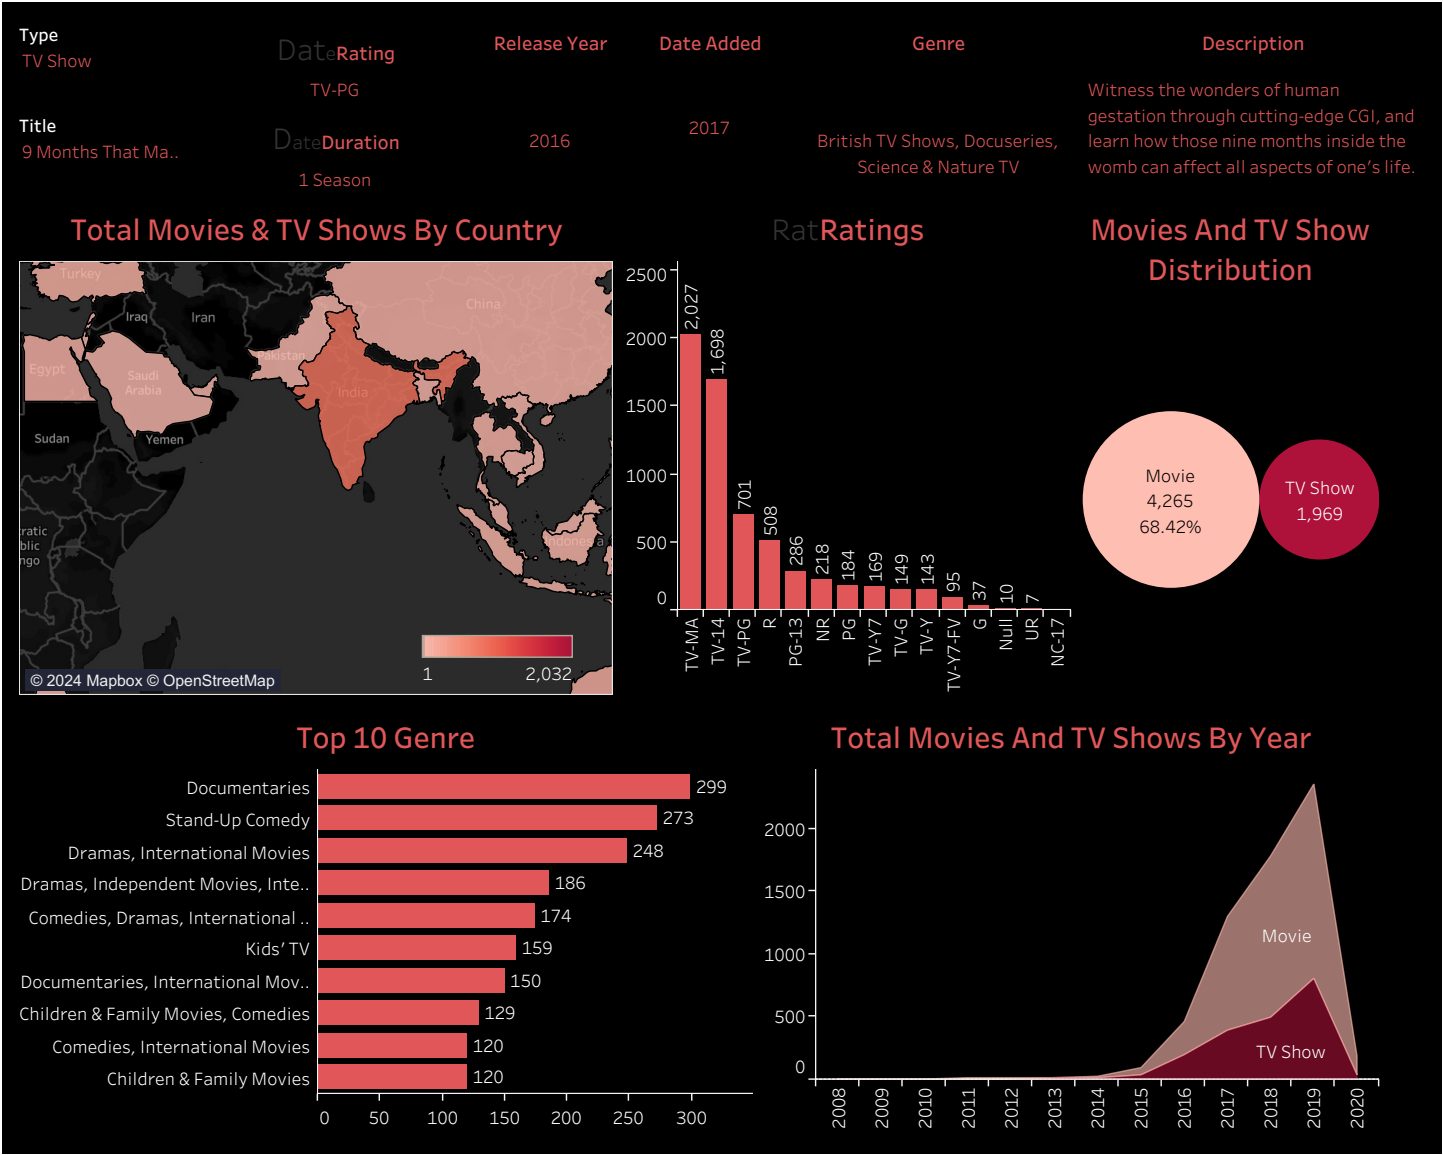 Type
TV Show
Title
9 Months That Ma..
DateRating
TV-PG
DateDuration
1 Season
Release Year
2016
Date Added
2017
Genre
British TV Shows, Docuseries,
Science & Nature TV
Description
Witness the wonders of human
gestation through cutting-edge CGI, and
learn how those nine months inside the
womb can affect all aspects of one's life.
Total Movies & TV Shows By Country
Turkey
Iraq
Iran
China
Pakistan
Egypt
Saudi
Arabia
India
Sudan
Yemen
ratic
blic
ngo
Indonesia
1
2,032
© 2024 Mapbox © OpenStreetMap
RatRatings
2500
2000
1500
1000
500
0
2,027
1,698
701
508
286
218
184
169
149
143
95
37
10
7
TV-MA
TV-14
TV-PG
R
PG-13
NR
PG
TV-Y7
TV-G
TV-Y
TV-Y7-FV
G
Null
UR
NC-17
Movies And TV Show
Distribution
Movie
4,265
68.42%
TV Show
1,969
Top 10 Genre
Documentaries 299
Stand-Up Comedy 273
Dramas, International Movies 248
Dramas, Independent Movies, Inte.. 186
Comedies, Dramas, International .. 174
Kids' TV 159
Documentaries, International Mov.. 150
Children & Family Movies, Comedies 129
Comedies, International Movies 120
Children & Family Movies 120
0 50 100 150 200 250 300
Total Movies And TV Shows By Year
2000
1500
1000
500
0
Movie
TV Show
2008
2009
2010
2011
2012
2013
2014
2015
2016
2017
2018
2019
2020